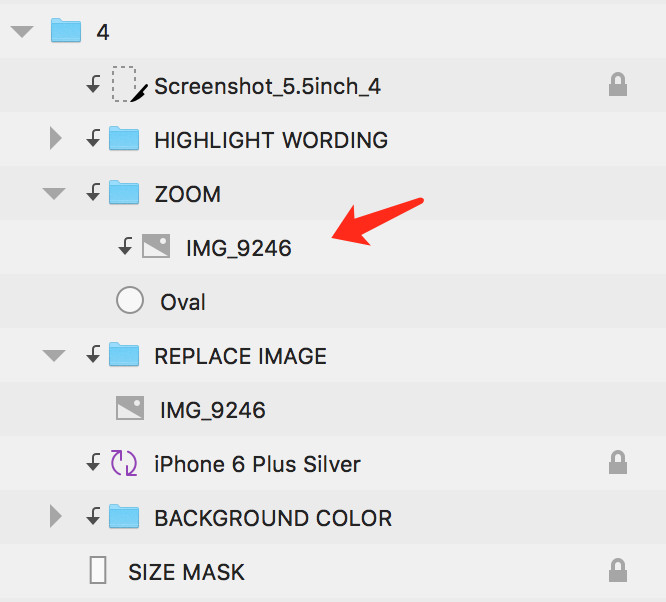 4
Screenshot_5.5inch_4
HIGHLIGHT WORDING
ZOOM
IMG_9246
Oval
REPLACE IMAGE
IMG_9246
iPhone 6 Plus Silver
BACKGROUND COLOR
SIZE MASK